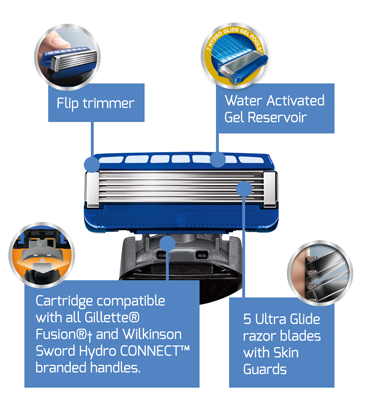 HYDRO GLIDE GEL POOLS
Flip trimmer
Water Activated
Gel Reservoir
Cartridge compatible
with all Gillette®
Fusion®† and Wilkinson
Sword Hydro CONNECT™
branded handles.
5 Ultra Glide
razor blades
with Skin
Guards